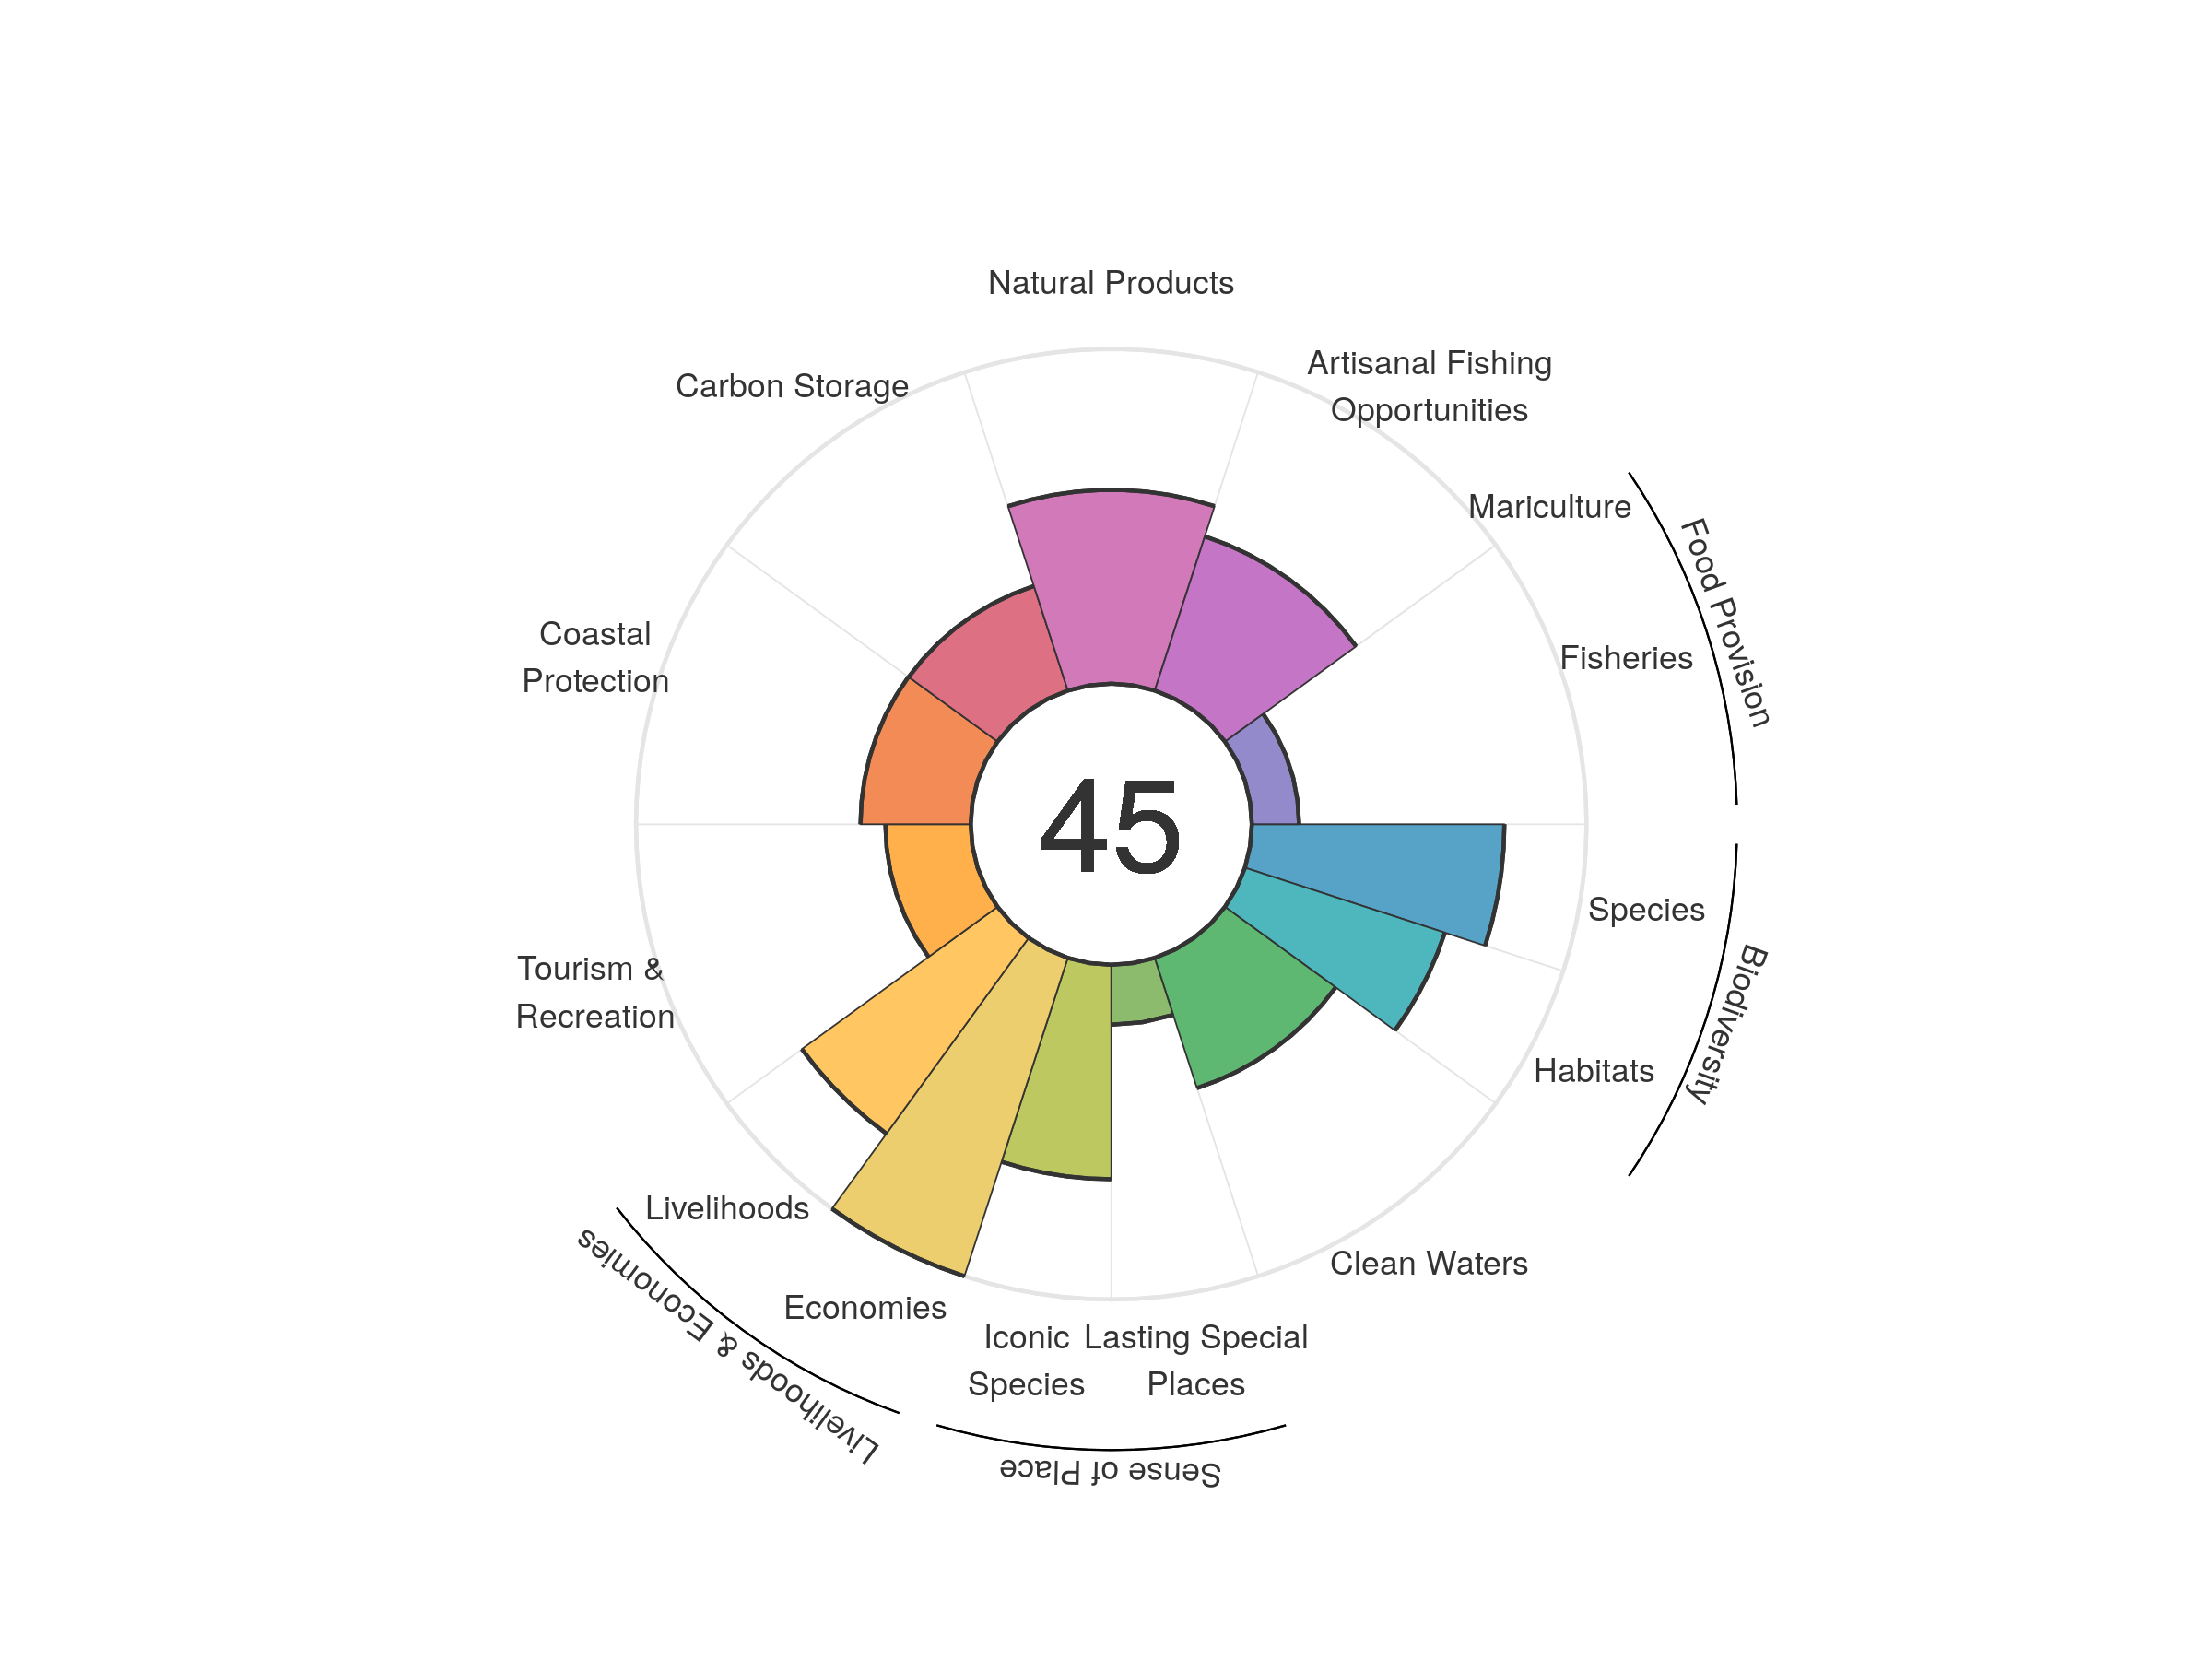 Natural Products
Artisanal Fishing
Opportunities
Carbon Storage
Mariculture
Food Provision
Fisheries
Coastal
Protection
45
Species
Biodiversity
Tourism &
Recreation
Habitats
Livelihoods
Livelihoods & Economies
Clean Waters
Economies
Iconic
Species
Lasting Special
Places
Sense of Place